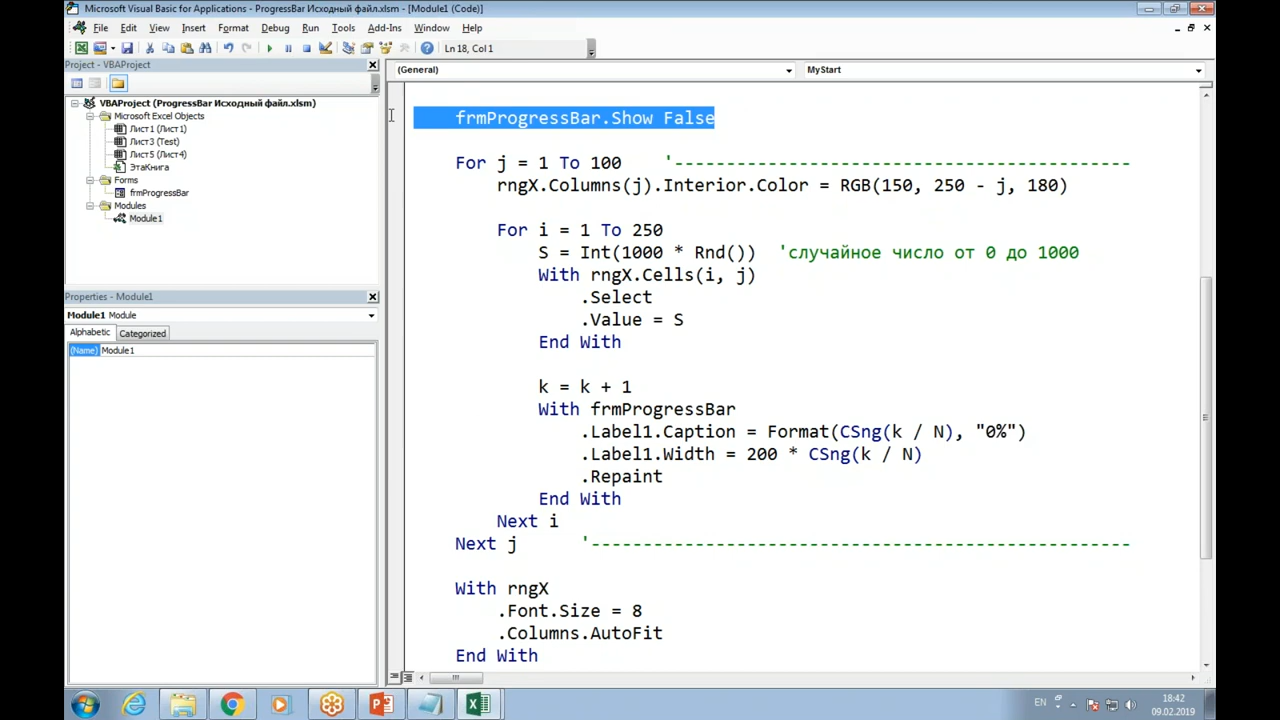 Microsoft Visual Basic for Applications - ProgressBar Исходный файл.xlsm - [Module1 (Code)]
File Edit View Insert Format Debug Run Tools Add-Ins Window Help
Ln 18, Col 1
Project - VBAProject
VBAProject (ProgressBar Исходный файл.xlsm)
Microsoft Excel Objects
Лист1 (Лист1)
Лист3 (Test)
Лист5 (Лист4)
ЭтаКнига
Forms
frmProgressBar
Modules
Module1
Properties - Module1
Module1 Module
Alphabetic Categorized
(Name) Module1
(General) MyStart
frmProgressBar.Show False
For j = 1 To 100 '----------------------------------------------------
rngX.Columns(j).Interior.Color = RGB(150, 250 - j, 180)
For i = 1 To 250
S = Int(1000 * Rnd()) 'случайное число от 0 до 1000
With rngX.Cells(i, j)
.Select
.Value = S
End With
k = k + 1
With frmProgressBar
.Label1.Caption = Format(CSng(k / N), "0%")
.Label1.Width = 200 * CSng(k / N)
.Repaint
End With
Next i
Next j '----------------------------------------------------
With rngX
.Font.Size = 8
.Columns.AutoFit
End With
EN
18:42
09.02.2019